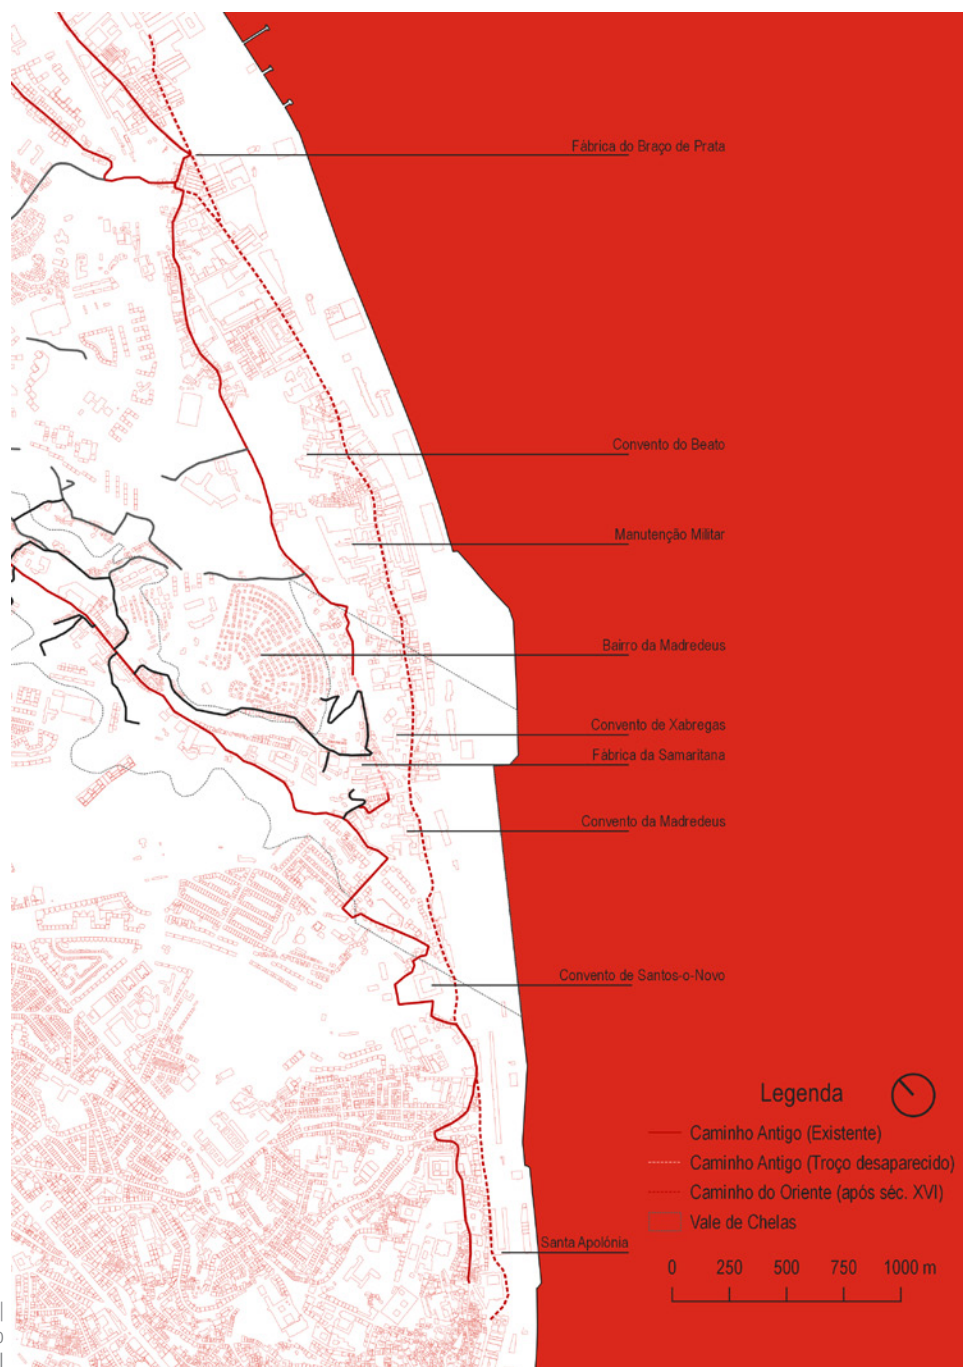 Fábrica do Braço de Prata
Convento do Beato
Manutenção Militar
Bairro da Madredeus
Convento de Xabregas
Fábrica da Samaritana
Convento da Madredeus
Convento de Santos-o-Novo
Santa Apolónia
Legenda
Caminho Antigo (Existente)
Caminho Antigo (Troço desaparecido)
Caminho do Oriente (após séc. XVI)
Vale de Chelas
0 250 500 750 1000 m